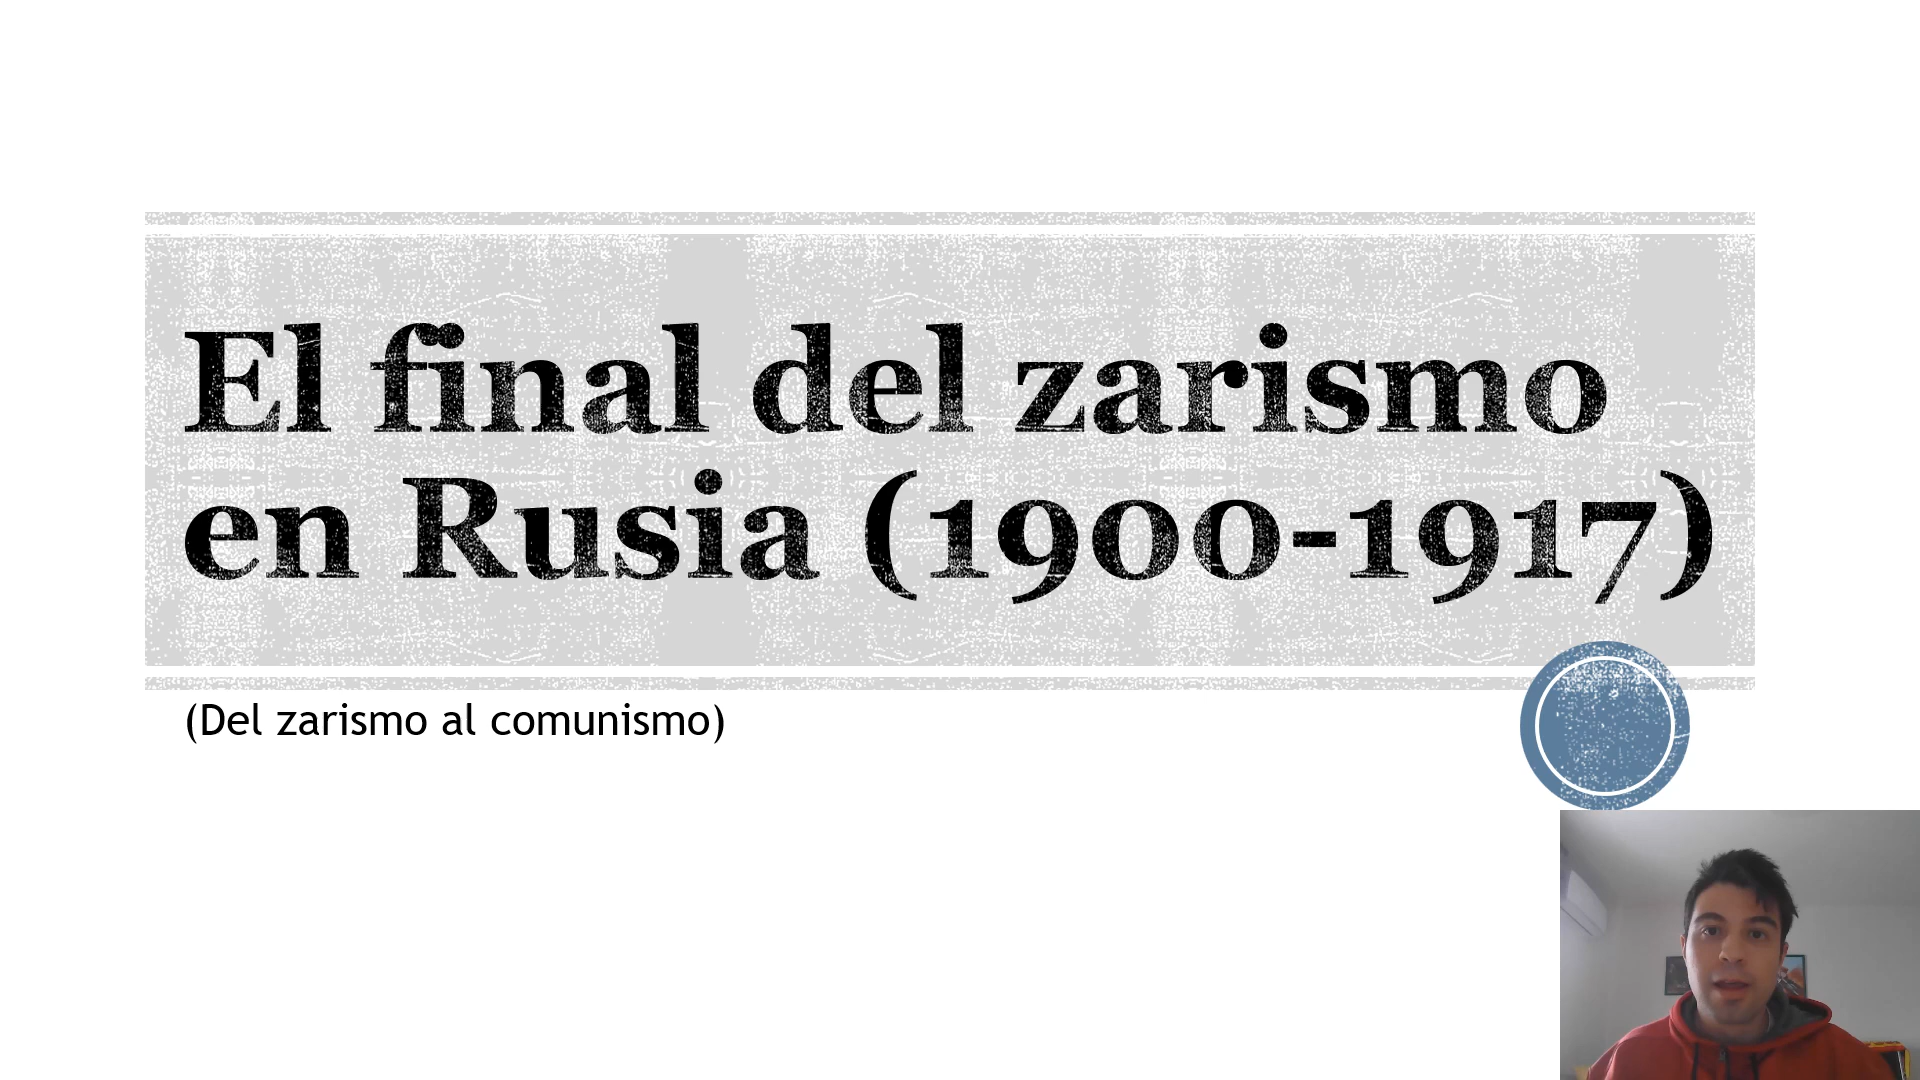 El final del zarismo
en Rusia (1900-1917)
(Del zarismo al comunismo)